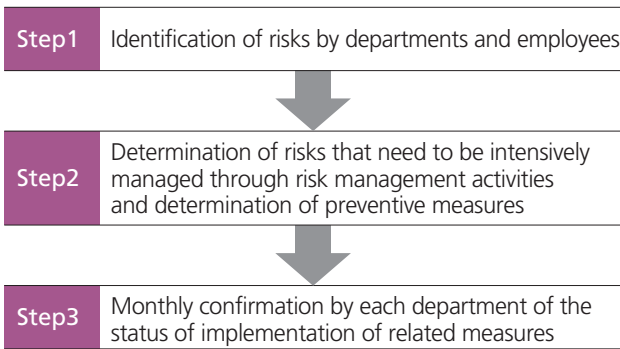 Step1
Identification of risks by departments and employees
Step2
Determination of risks that need to be intensively
managed through risk management activities
and determination of preventive measures
Step3
Monthly confirmation by each department of the
status of implementation of related measures